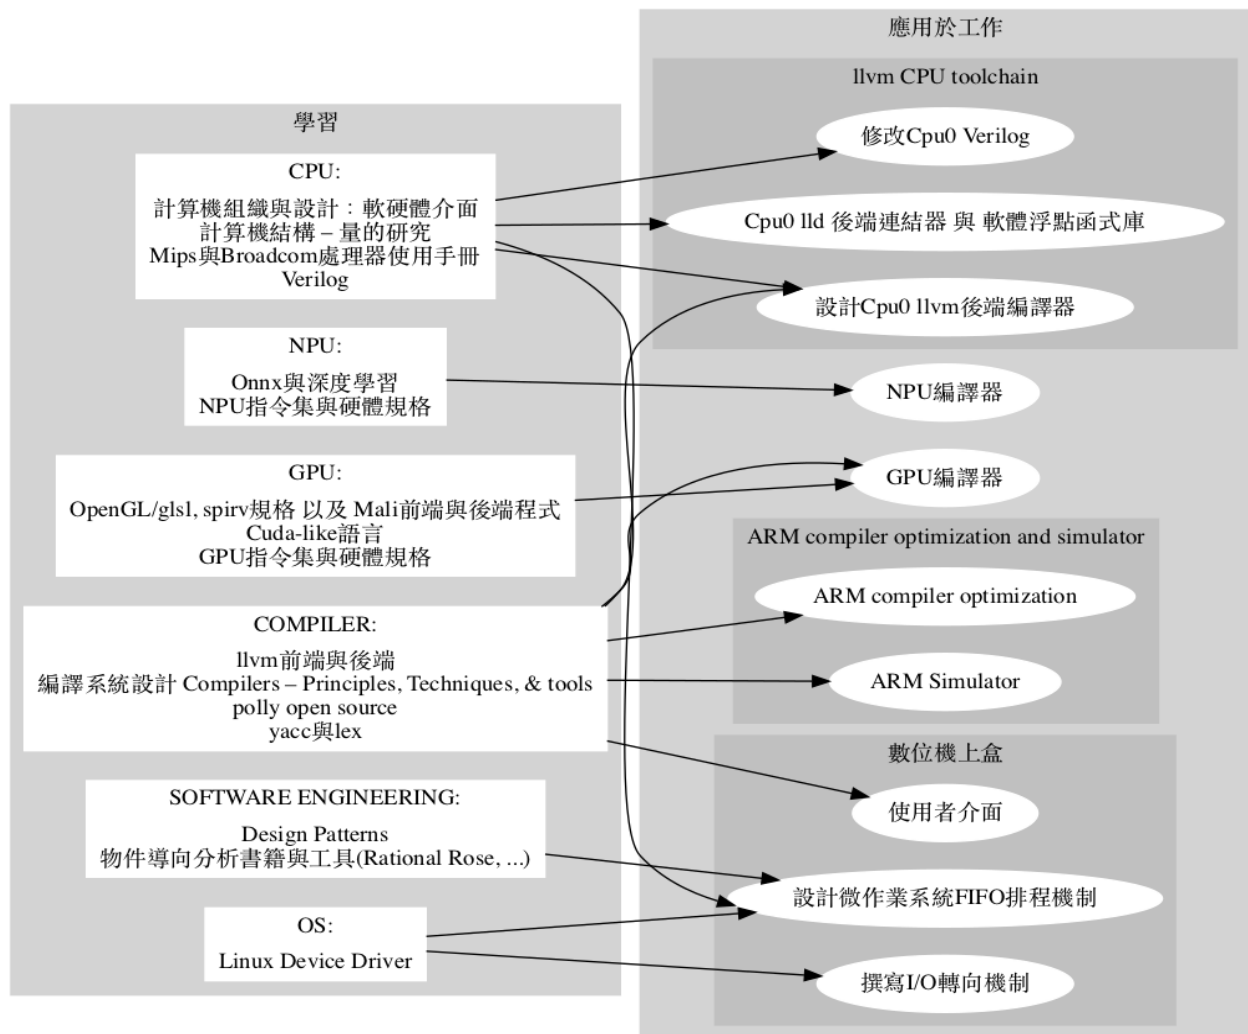 學習
CPU:
計算機組織與設計：軟硬體介面
計算機結構 – 量的研究
Mips與Broadcom處理器使用手冊
Verilog
NPU:
Onnx與深度學習
NPU指令集與硬體規格
GPU:
OpenGL/glsl, spirv規格 以及 Mali前端與後端程式
Cuda-like語言
GPU指令集與硬體規格
COMPILER:
llvm前端與後端
編譯系統設計 Compilers – Principles, Techniques, & tools
polly open source
yacc與lex
SOFTWARE ENGINEERING:
Design Patterns
物件導向分析書籍與工具(Rational Rose, ...)
OS:
Linux Device Driver
應用於工作
llvm CPU toolchain
修改Cpu0 Verilog
Cpu0 lld 後端連結器 與 軟體浮點函式庫
設計Cpu0 llvm後端編譯器
NPU編譯器
GPU編譯器
ARM compiler optimization and simulator
ARM compiler optimization
ARM Simulator
數位機上盒
使用者介面
設計微作業系統FIFO排程機制
撰寫I/O轉向機制